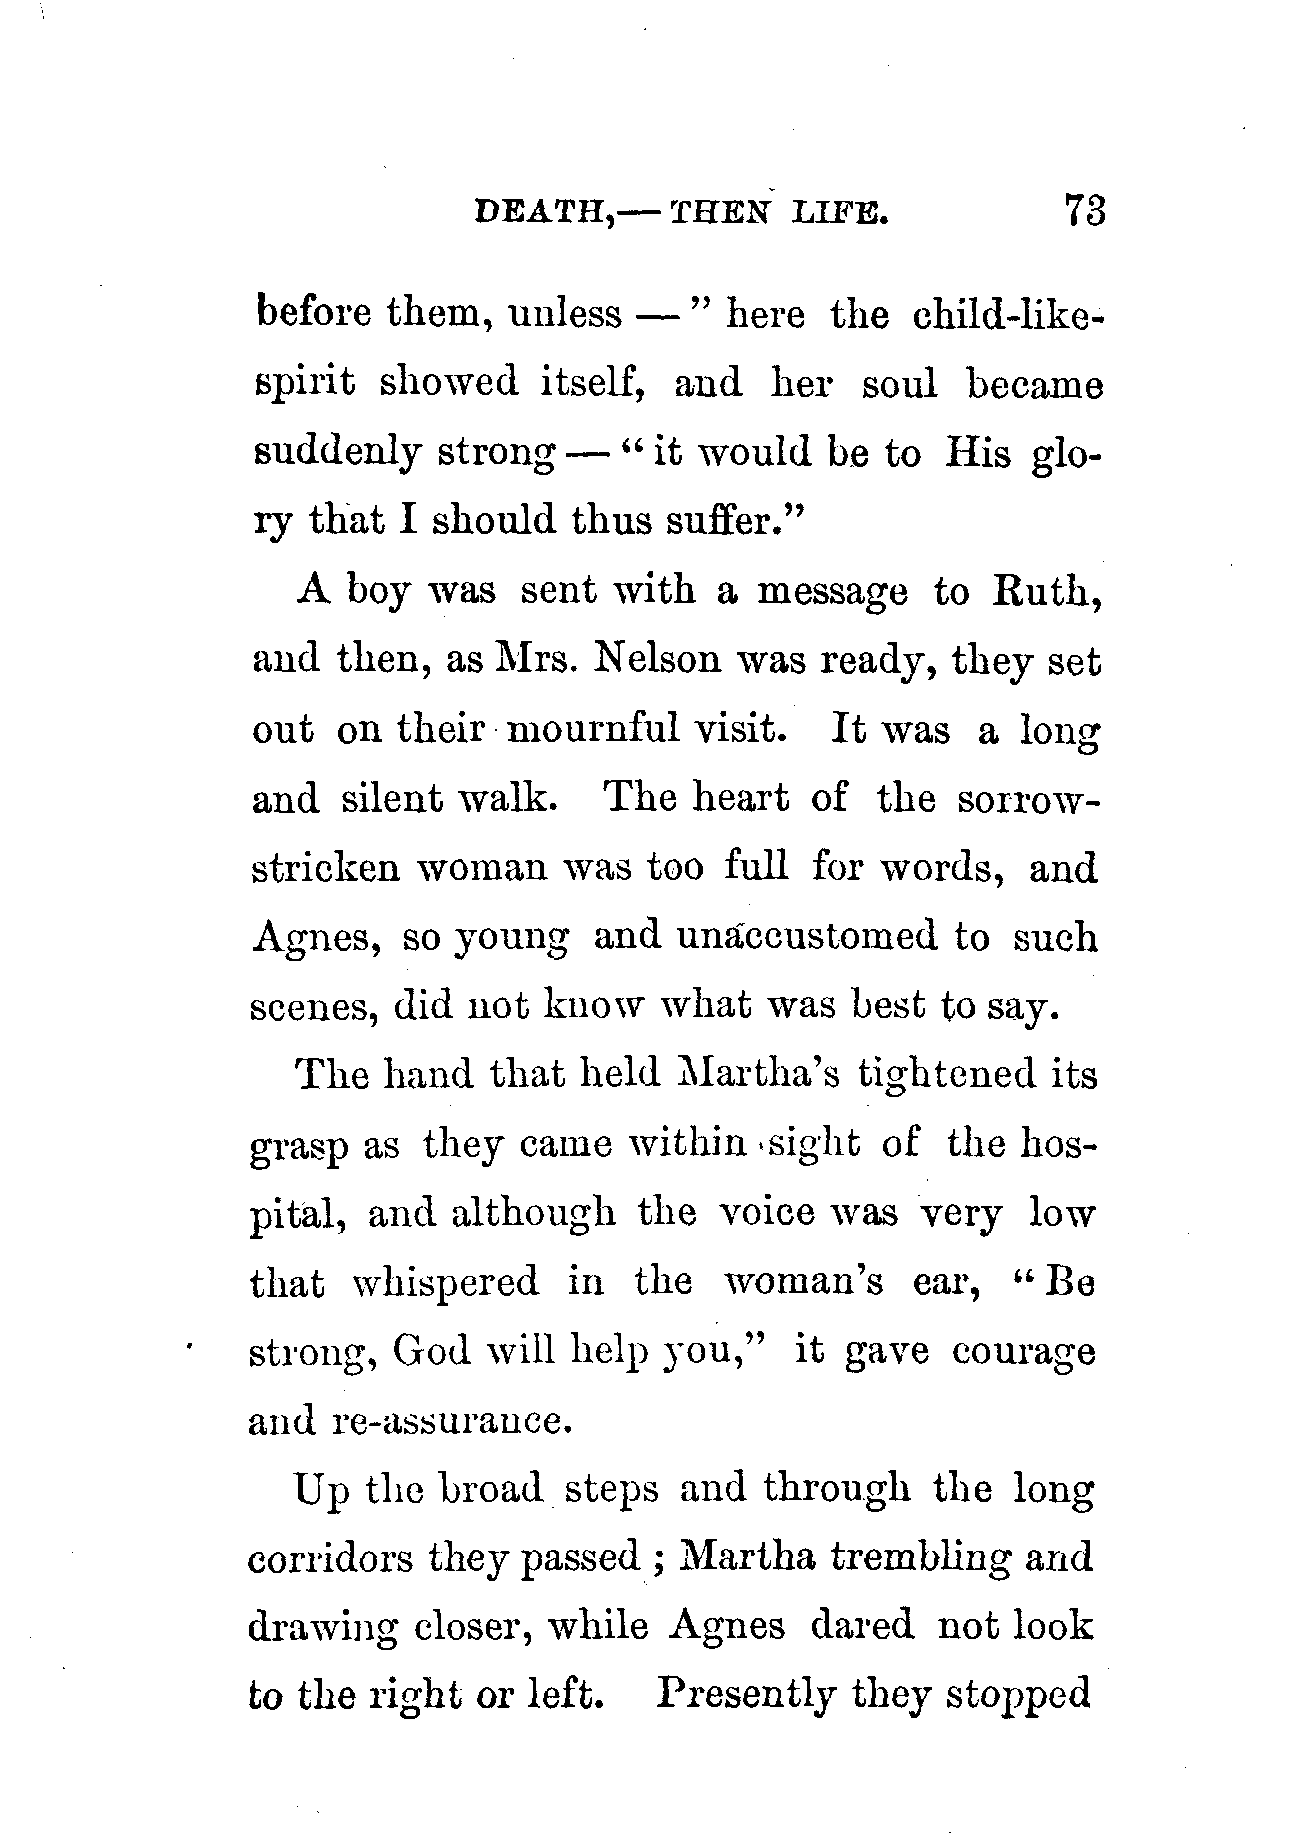 DEATH,— THEN LIFE. 73
before them, unless — ” here the child-like-
spirit showed itself, and her soul became
suddenly strong — “ it would be to His glo-
ry that I should thus suffer.”
A boy was sent with a message to Ruth,
and then, as Mrs. Nelson was ready, they set
out on their mournful visit. It was a long
and silent walk. The heart of the sorrow-
stricken woman was too full for words, and
Agnes, so young and unaccustomed to such
scenes, did not know what was best to say.
The hand that held Martha’s tightened its
grasp as they came within sight of the hos-
pital, and although the voice was very low
that whispered in the woman’s ear, “ Be
strong, God will help you,” it gave courage
and re-assurance.
Up the broad steps and through the long
corridors they passed ; Martha trembling and
drawing closer, while Agnes dared not look
to the right or left. Presently they stopped